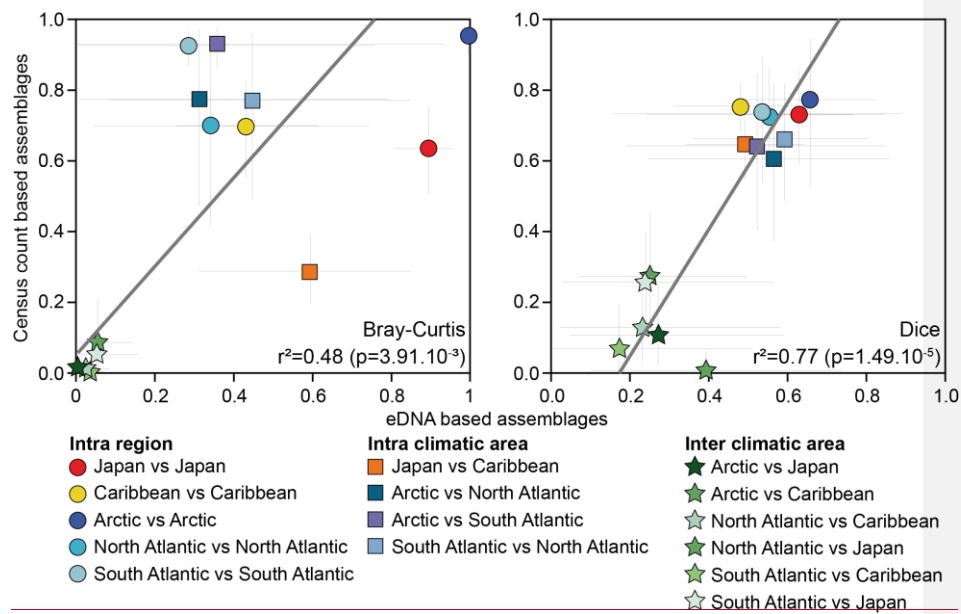 Census count based assemblages
1.0
0.8
0.6
0.4
0.2
0.0
0
0.2
0.4
0.6
0.8
1
Bray-Curtis
r²=0.48 (p=3.91.10⁻³)
1.0
0.8
0.6
0.4
0.2
0.0
0.0
0.2
0.4
0.6
0.8
1.0
Dice
r²=0.77 (p=1.49.10⁻⁵)
eDNA based assemblages
Intra region
Japan vs Japan
Caribbean vs Caribbean
Arctic vs Arctic
North Atlantic vs North Atlantic
South Atlantic vs South Atlantic
Intra climatic area
Japan vs Caribbean
Arctic vs North Atlantic
Arctic vs South Atlantic
South Atlantic vs North Atlantic
Inter climatic area
Arctic vs Japan
Arctic vs Caribbean
North Atlantic vs Caribbean
North Atlantic vs Japan
South Atlantic vs Caribbean
South Atlantic vs Japan